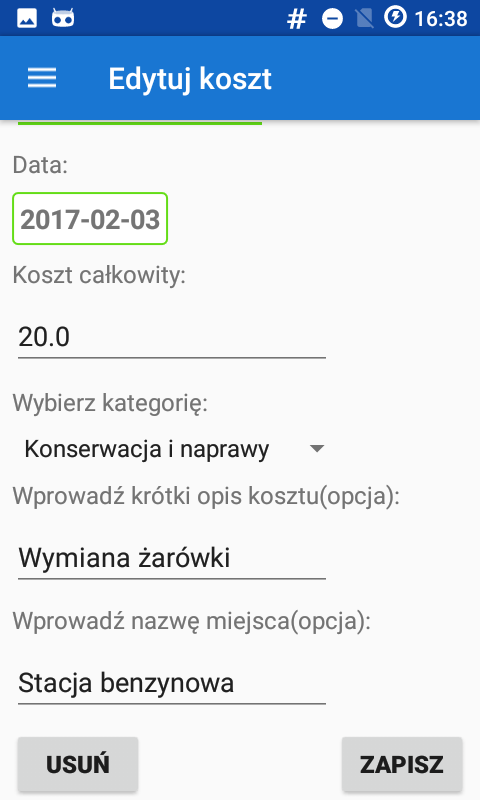 # 16:38
Edytuj koszt
Data:
2017-02-03
Koszt całkowity:
20.0
Wybierz kategorię:
Konserwacja i naprawy
Wprowadź krótki opis kosztu(opcja):
Wymiana żarówki
Wprowadź nazwę miejsca(opcja):
Stacja benzynowa
USUŃ ZAPISZ